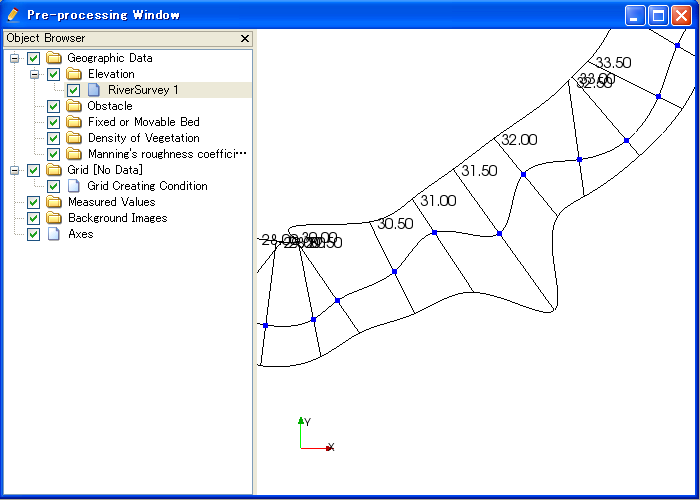 Pre-processing Window
Object Browser
Geographic Data
Elevation
RiverSurvey 1
Obstacle
Fixed or Movable Bed
Density of Vegetation
Manning's roughness coeffici···
Grid [No Data]
Grid Creating Condition
Measured Values
Background Images
Axes
33.50
33.00
32.50
32.00
31.50
31.00
30.50
30.00
Y
X